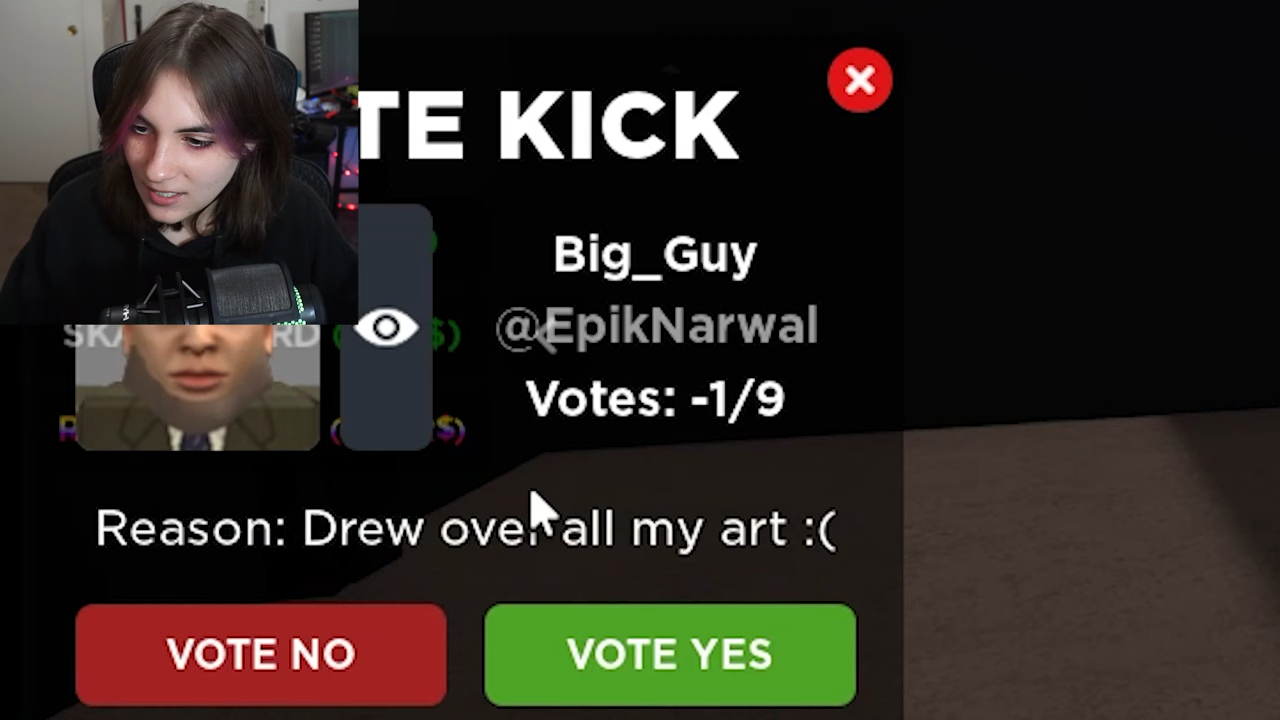 TE KICK
Big_Guy
@EpikNarwal
Votes: -1/9
Reason: Drew over all my art :(
VOTE NO
VOTE YES